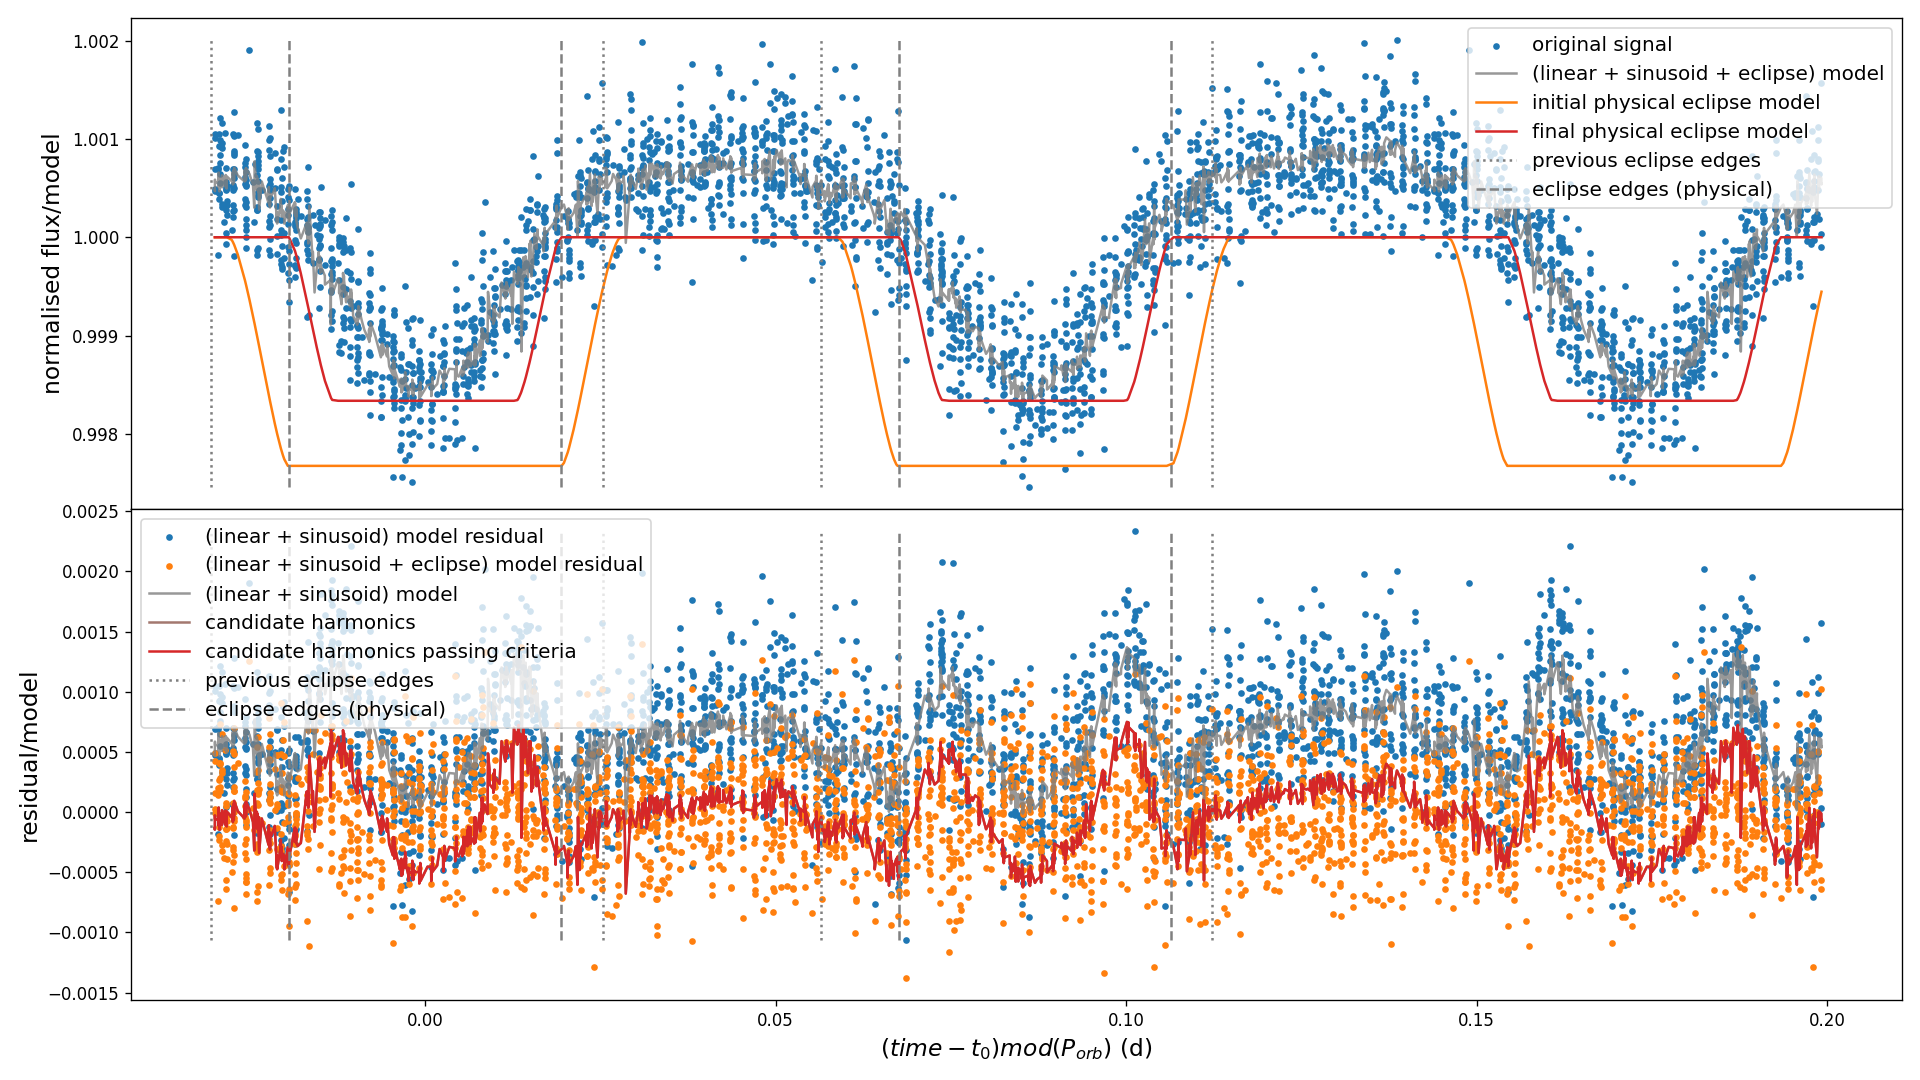 1.002
1.001
1.000
0.999
0.998
normalised flux/model
original signal
(linear + sinusoid + eclipse) model
initial physical eclipse model
final physical eclipse model
previous eclipse edges
eclipse edges (physical)
0.0025
0.0020
0.0015
0.0010
0.0005
0.0000
−0.0005
−0.0010
−0.0015
residual/model
(linear + sinusoid) model residual
(linear + sinusoid + eclipse) model residual
(linear + sinusoid) model
candidate harmonics
candidate harmonics passing criteria
previous eclipse edges
eclipse edges (physical)
0.00
0.05
0.10
0.15
0.20
(time − t₀)mod(Pₒᵣb) (d)